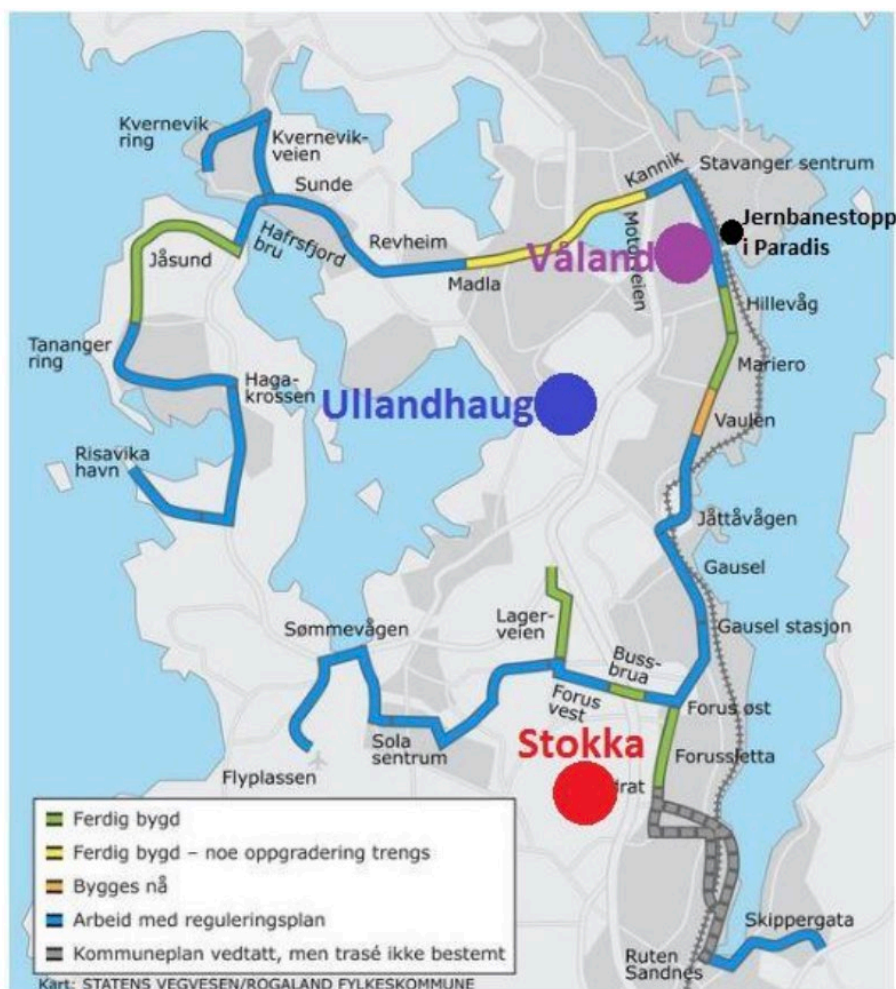 Kvernevik
ring
Kvernevik-
veien
Sunde
Kannik
Stavanger sentrum
Jernbanestopp
i Paradis
Hafrsfjord
bru
Revheim
Jåsund
Madla
Våland
Motorveien
Hillevåg
Tananger
ring
Haga-
krossen
Mariero
Ullandhaug
Vaulen
Risavika
havn
Jåttåvågen
Gausel
Lager-
veien
Gausel stasjon
Sømmevågen
Buss-
brua
Forus
vest
Forus øst
Stokka
Sola
sentrum
Forussletta
Flyplassen
drat
Ferdig bygd
Ferdig bygd – noe oppgradering trengs
Bygges nå
Arbeid med reguleringsplan
Kommuneplan vedtatt, men trasé ikke bestemt
Skippergata
Ruten
Sandnes
Kart: STATENS VEGVESEN/ROGALAND FYLKESKOMMUNE